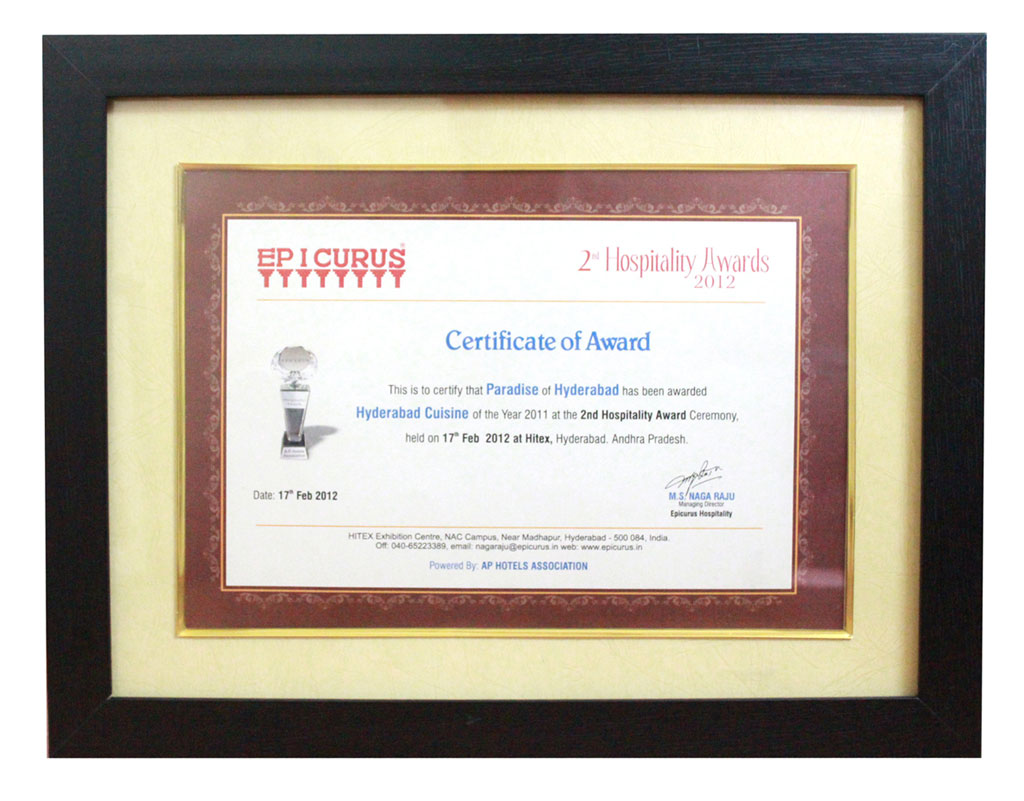 EPICURUS®
2nd Hospitality Awards
2012
Certificate of Award
This is to certify that Paradise of Hyderabad has been awarded
Hyderabad Cuisine of the Year 2011 at the 2nd Hospitality Award Ceremony,
held on 17th Feb 2012 at Hitex, Hyderabad. Andhra Pradesh.
Date: 17th Feb 2012
M.S. NAGA RAJU
Managing Director
Epicurus Hospitality
HITEX Exhibition Centre, NAC Campus, Near Madhapur, Hyderabad - 500 084, India.
Off: 040-65223389, email: nagaraju@epicurus.in web: www.epicurus.in
Powered By: AP HOTELS ASSOCIATION